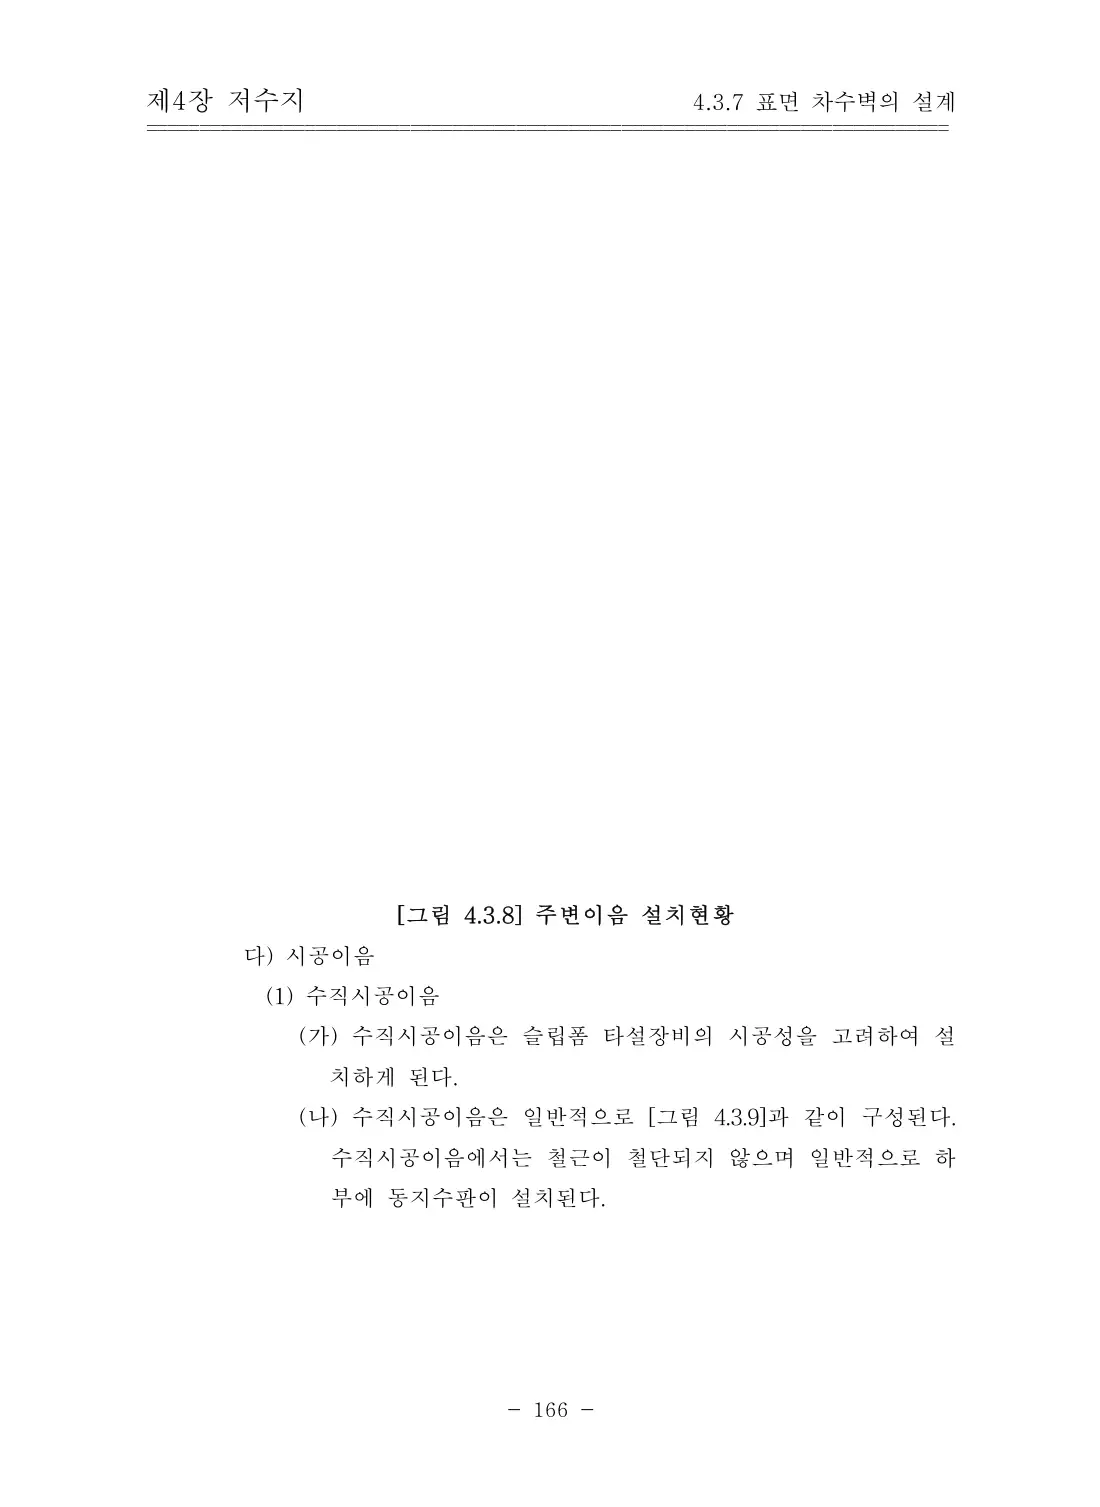 제4장 저수지 4.3.7 표면 차수벽의 설계
[그림 4.3.8] 주변이음 설치현황
다) 시공이음
(1) 수직시공이음
(가) 수직시공이음은 슬립폼 타설장비의 시공성을 고려하여 설
치하게 된다.
(나) 수직시공이음은 일반적으로 [그림 4.3.9]과 같이 구성된다.
수직시공이음에서는 철근이 철단되지 않으며 일반적으로 하
부에 동지수판이 설치된다.
- 166 -